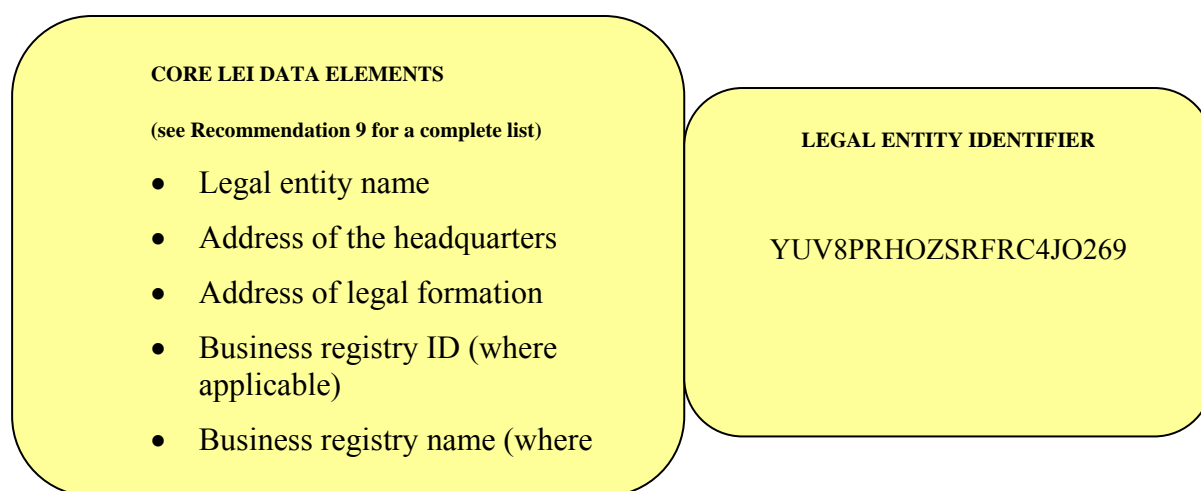 CORE LEI DATA ELEMENTS
(see Recommendation 9 for a complete list)
• Legal entity name
• Address of the headquarters
• Address of legal formation
• Business registry ID (where
applicable)
• Business registry name (where
LEGAL ENTITY IDENTIFIER
YUV8PRHOZSRFRC4JO269